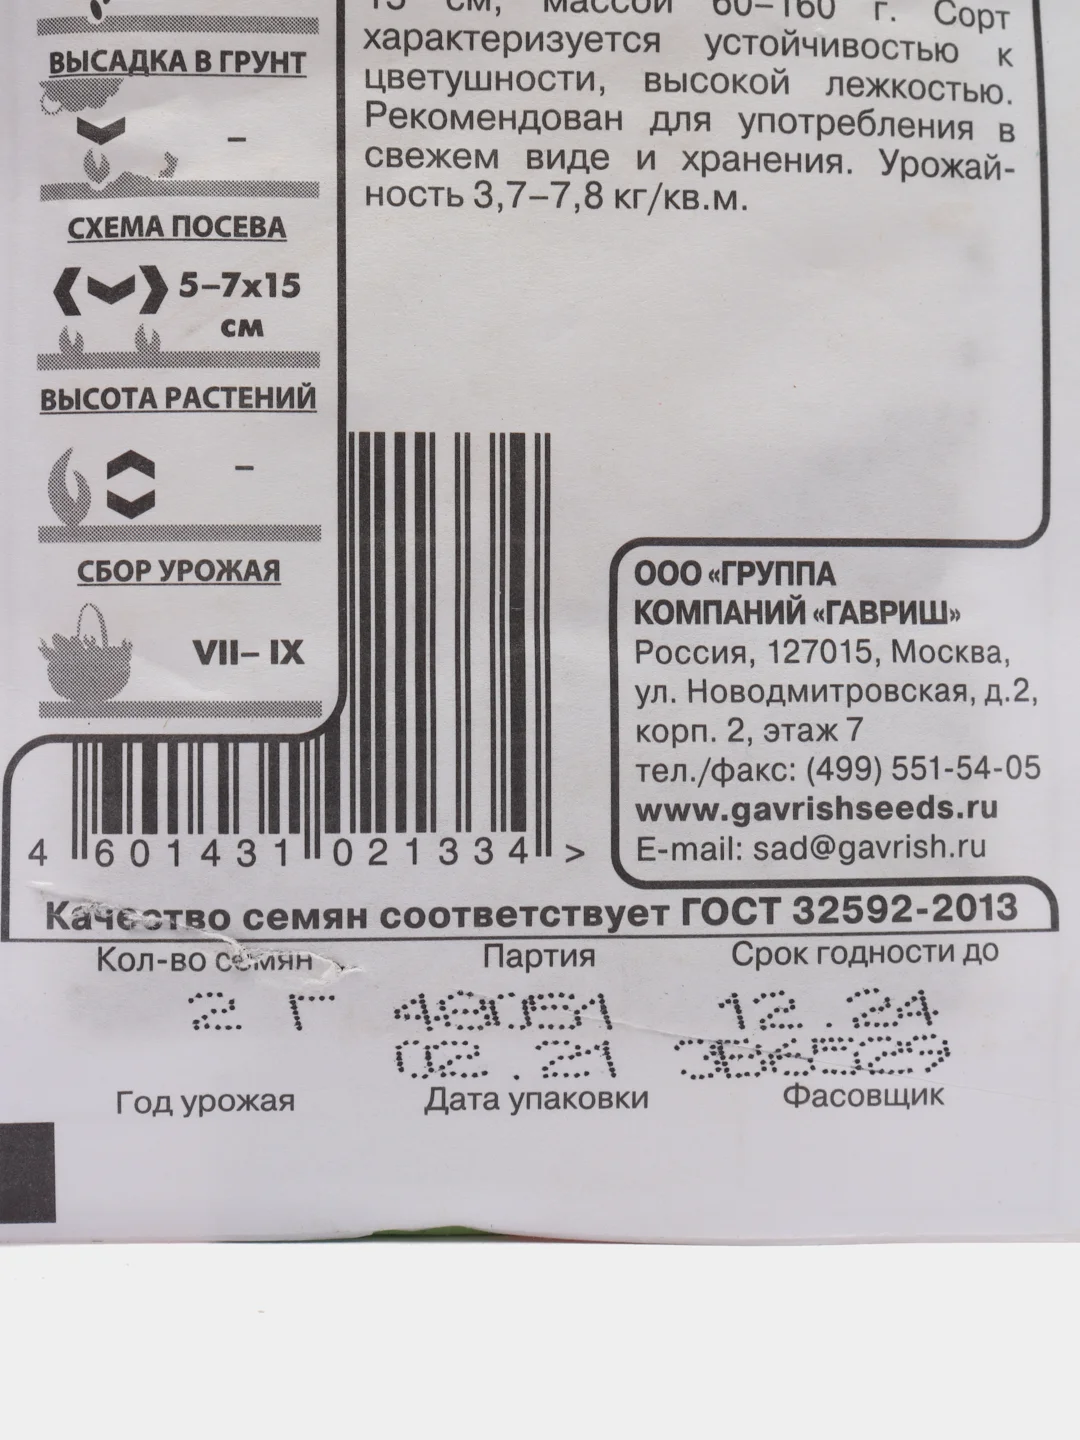 ВЫСАДКА В ГРУНТ
–
СХЕМА ПОСЕВА
5–7х15
см
ВЫСОТА РАСТЕНИЙ
–
СБОР УРОЖАЯ
VII– IX
15 см, массой 60–160 г. Сорт
характеризуется устойчивостью к
цветушности, высокой лежкостью.
Рекомендован для употребления в
свежем виде и хранения. Урожай-
ность 3,7–7,8 кг/кв.м.
ООО «ГРУППА
КОМПАНИЙ «ГАВРИШ»
Россия, 127015, Москва,
ул. Новодмитровская, д.2,
корп. 2, этаж 7
тел./факс: (499) 551-54-05
www.gavrishseeds.ru
E-mail: sad@gavrish.ru
4 601431 021334 >
Качество семян соответствует ГОСТ 32592-2013
Кол-во семян Партия Срок годности до
2 Г 12.24
02.21
Год урожая Дата упаковки Фасовщик